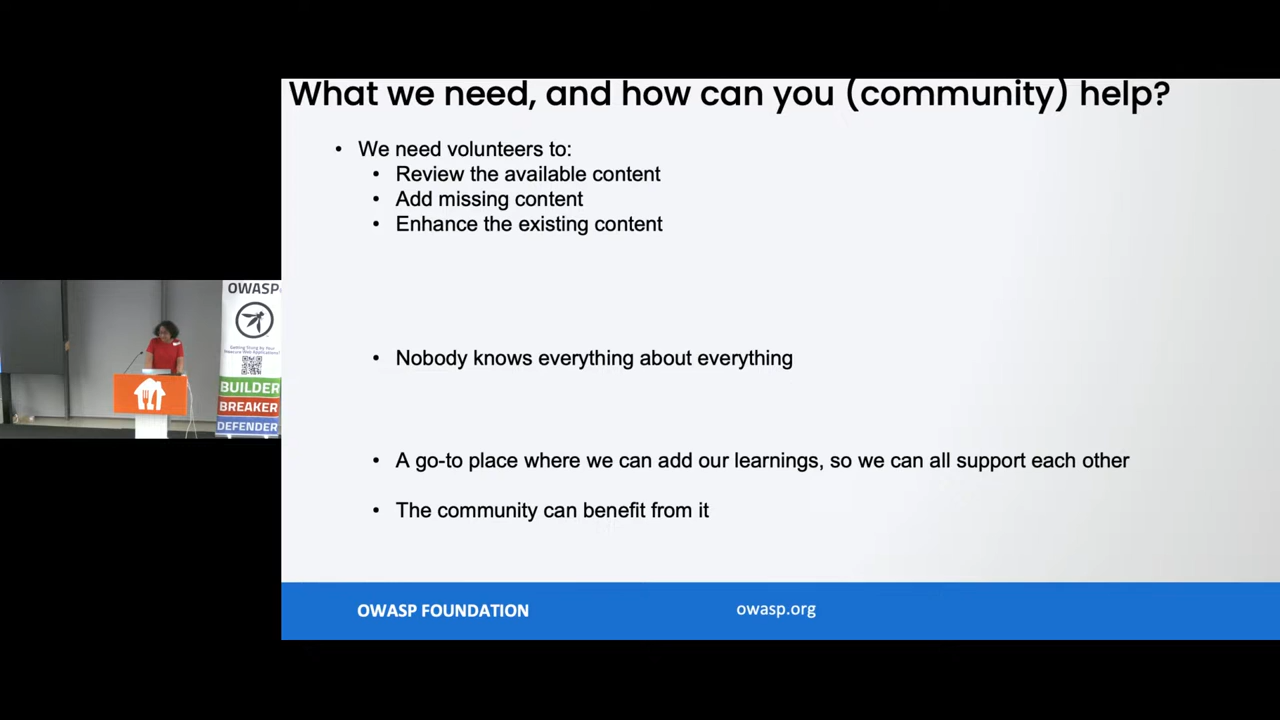 What we need, and how can you (community) help?
• We need volunteers to:
• Review the available content
• Add missing content
• Enhance the existing content
• Nobody knows everything about everything
• A go-to place where we can add our learnings, so we can all support each other
• The community can benefit from it
OWASP FOUNDATION
owasp.org
OWASP
BUILDER
BREAKER
DEFENDER